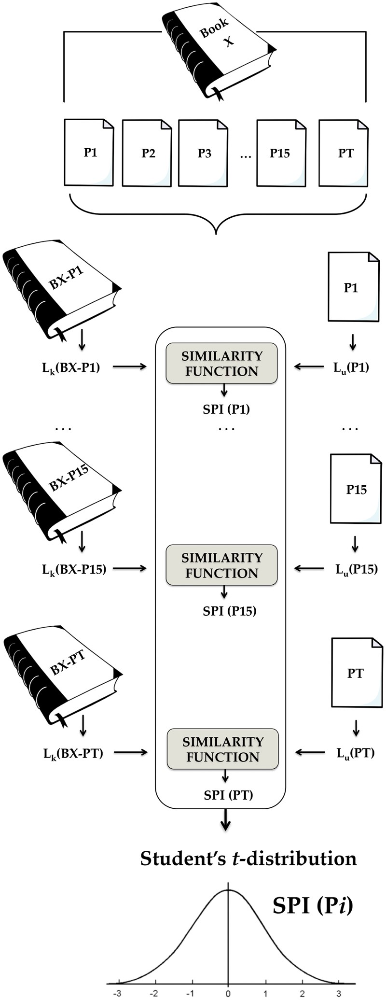 Book
X
P1 P2 P3 ... P15 PT
BX-P1
P1
SIMILARITY
FUNCTION
Lk(BX-P1)
Lu(P1)
SPI (P1)
... ... ...
BX-P15
P15
SIMILARITY
FUNCTION
Lk(BX-P15)
Lu(P15)
SPI (P15)
BX-PT
PT
SIMILARITY
FUNCTION
Lk(BX-PT)
Lu(PT)
SPI (PT)
Student's t-distribution
SPI (Pi)
-3 -2 -1 0 1 2 3